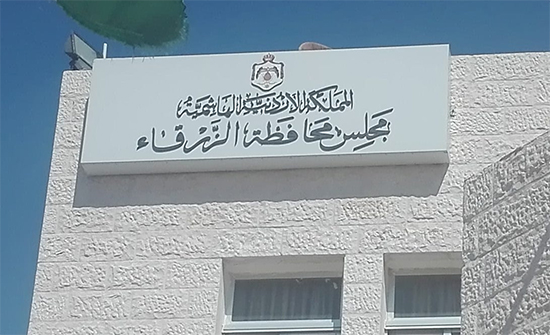 المملكة الأردنية الهاشمية
مجلس محافظة الزرقاء